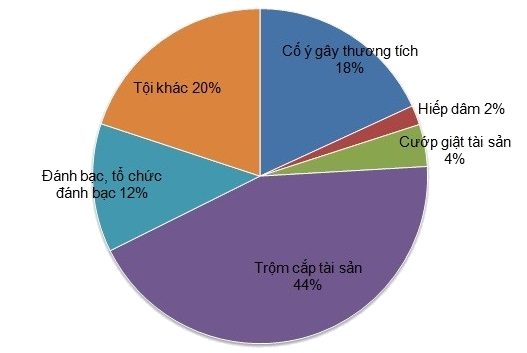 Cố ý gây thương tích
18%
Hiếp dâm 2%
Cướp giật tài sản
4%
Trộm cắp tài sản
44%
Đánh bạc, tổ chức
đánh bạc 12%
Tội khác 20%